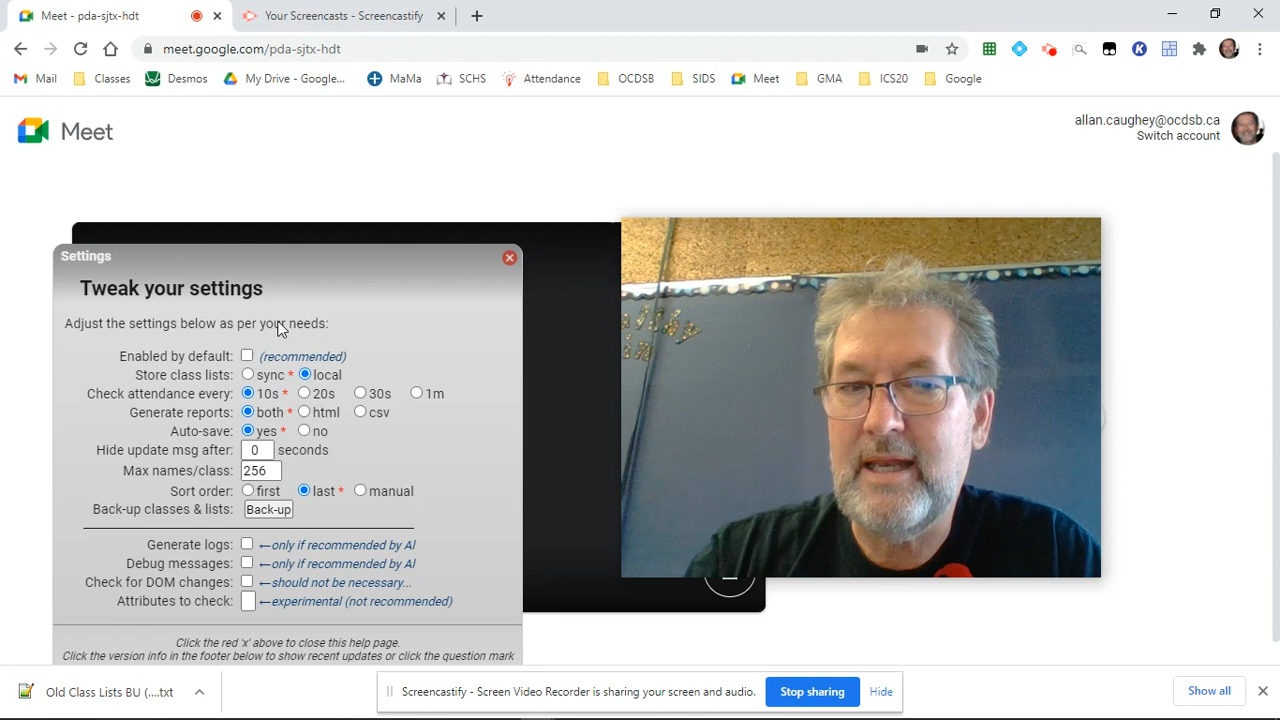 Meet - pda-sjtx-hdt
Your Screencasts - Screencastify
meet.google.com/pda-sjtx-hdt
Mail
Classes
Desmos
My Drive - Google...
MaMa
SCHS
Attendance
OCDSB
SIDS
Meet
GMA
ICS20
Google
Meet
allan.caughey@ocdsb.ca
Switch account
Settings
Tweak your settings
Adjust the settings below as per your needs:
Enabled by default: (recommended)
Store class lists: sync * local
Check attendance every: 10s * 20s 30s 1m
Generate reports: both * html csv
Auto-save: yes * no
Hide update msg after: 0 seconds
Max names/class: 256
Sort order: first last * manual
Back-up classes & lists: Back-up
Generate logs: ←only if recommended by Al
Debug messages: ←only if recommended by Al
Check for DOM changes: ←should not be necessary...
Attributes to check: ←experimental (not recommended)
Click the red 'x' above to close this help page.
Click the version info in the footer below to show recent updates or click the question mark
Old Class Lists BU (....txt
Screencastify - Screen Video Recorder is sharing your screen and audio.
Stop sharing
Hide
Show all